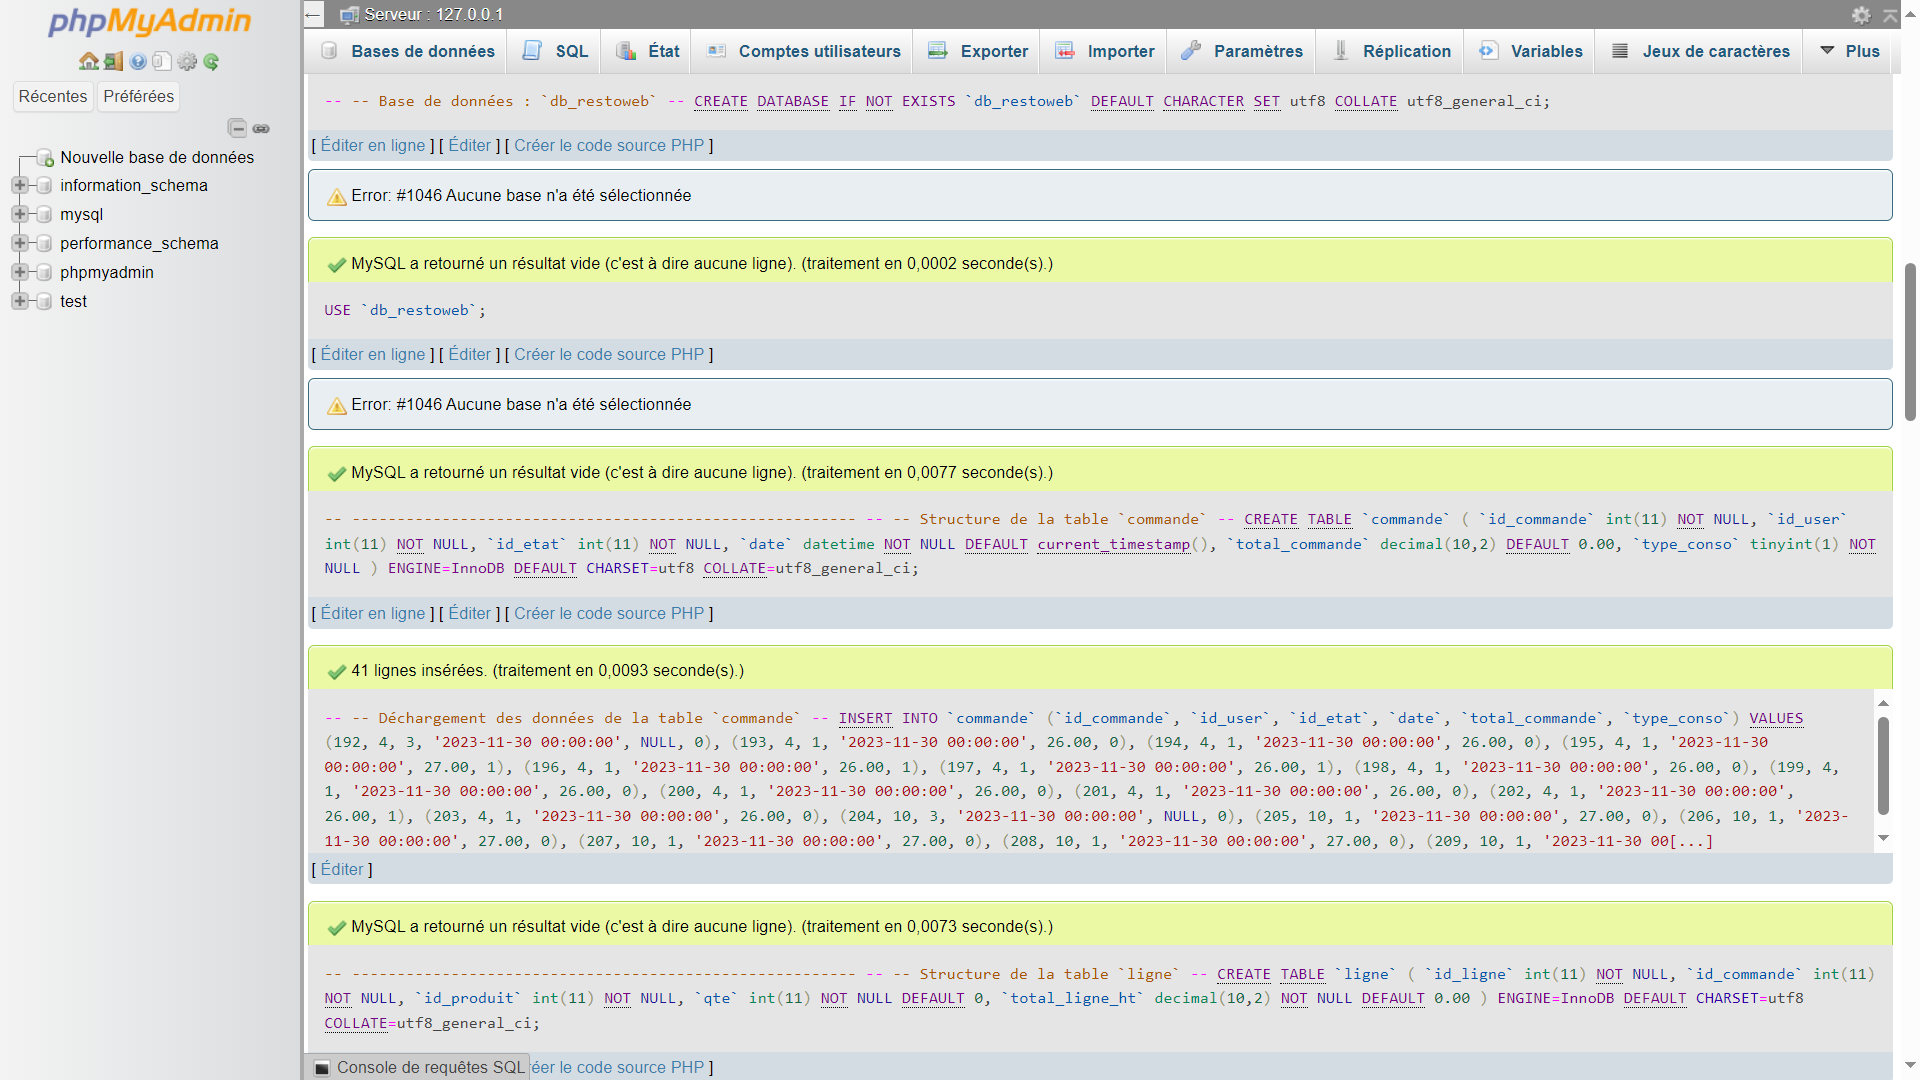 phpMyAdmin
Récentes
Préférées
Nouvelle base de données
information_schema
mysql
performance_schema
phpmyadmin
test
Serveur : 127.0.0.1
Bases de données
SQL
État
Comptes utilisateurs
Exporter
Importer
Paramètres
Réplication
Variables
Jeux de caractères
Plus
-- -- Base de données : `db_restoweb` -- CREATE DATABASE IF NOT EXISTS `db_restoweb` DEFAULT CHARACTER SET utf8 COLLATE utf8_general_ci;
[ Éditer en ligne ] [ Éditer ] [ Créer le code source PHP ]
Error: #1046 Aucune base n'a été sélectionnée
MySQL a retourné un résultat vide (c'est à dire aucune ligne). (traitement en 0,0002 seconde(s).)
USE `db_restoweb`;
[ Éditer en ligne ] [ Éditer ] [ Créer le code source PHP ]
Error: #1046 Aucune base n'a été sélectionnée
MySQL a retourné un résultat vide (c'est à dire aucune ligne). (traitement en 0,0077 seconde(s).)
-- -------------------------------------------------------- -- -- Structure de la table `commande` -- CREATE TABLE `commande` ( `id_commande` int(11) NOT NULL, `id_user`
int(11) NOT NULL, `id_etat` int(11) NOT NULL, `date` datetime NOT NULL DEFAULT current_timestamp(), `total_commande` decimal(10,2) DEFAULT 0.00, `type_conso` tinyint(1) NOT
NULL ) ENGINE=InnoDB DEFAULT CHARSET=utf8 COLLATE=utf8_general_ci;
[ Éditer en ligne ] [ Éditer ] [ Créer le code source PHP ]
41 lignes insérées. (traitement en 0,0093 seconde(s).)
-- -- Déchargement des données de la table `commande` -- INSERT INTO `commande` (`id_commande`, `id_user`, `id_etat`, `date`, `total_commande`, `type_conso`) VALUES
(192, 4, 3, '2023-11-30 00:00:00', NULL, 0), (193, 4, 1, '2023-11-30 00:00:00', 26.00, 0), (194, 4, 1, '2023-11-30 00:00:00', 26.00, 0), (195, 4, 1, '2023-11-30
00:00:00', 27.00, 1), (196, 4, 1, '2023-11-30 00:00:00', 26.00, 1), (197, 4, 1, '2023-11-30 00:00:00', 26.00, 1), (198, 4, 1, '2023-11-30 00:00:00', 26.00, 0), (199, 4,
1, '2023-11-30 00:00:00', 26.00, 0), (200, 4, 1, '2023-11-30 00:00:00', 26.00, 0), (201, 4, 1, '2023-11-30 00:00:00', 26.00, 0), (202, 4, 1, '2023-11-30 00:00:00',
26.00, 1), (203, 4, 1, '2023-11-30 00:00:00', 26.00, 0), (204, 10, 3, '2023-11-30 00:00:00', NULL, 0), (205, 10, 1, '2023-11-30 00:00:00', 27.00, 0), (206, 10, 1, '2023-
11-30 00:00:00', 27.00, 0), (207, 10, 1, '2023-11-30 00:00:00', 27.00, 0), (208, 10, 1, '2023-11-30 00:00:00', 27.00, 0), (209, 10, 1, '2023-11-30 00[...]
[ Éditer ]
MySQL a retourné un résultat vide (c'est à dire aucune ligne). (traitement en 0,0073 seconde(s).)
-- -------------------------------------------------------- -- -- Structure de la table `ligne` -- CREATE TABLE `ligne` ( `id_ligne` int(11) NOT NULL, `id_commande` int(11)
NOT NULL, `id_produit` int(11) NOT NULL, `qte` int(11) NOT NULL DEFAULT 0, `total_ligne_ht` decimal(10,2) NOT NULL DEFAULT 0.00 ) ENGINE=InnoDB DEFAULT CHARSET=utf8
COLLATE=utf8_general_ci;
Console de requêtes SQL
réer le code source PHP ]